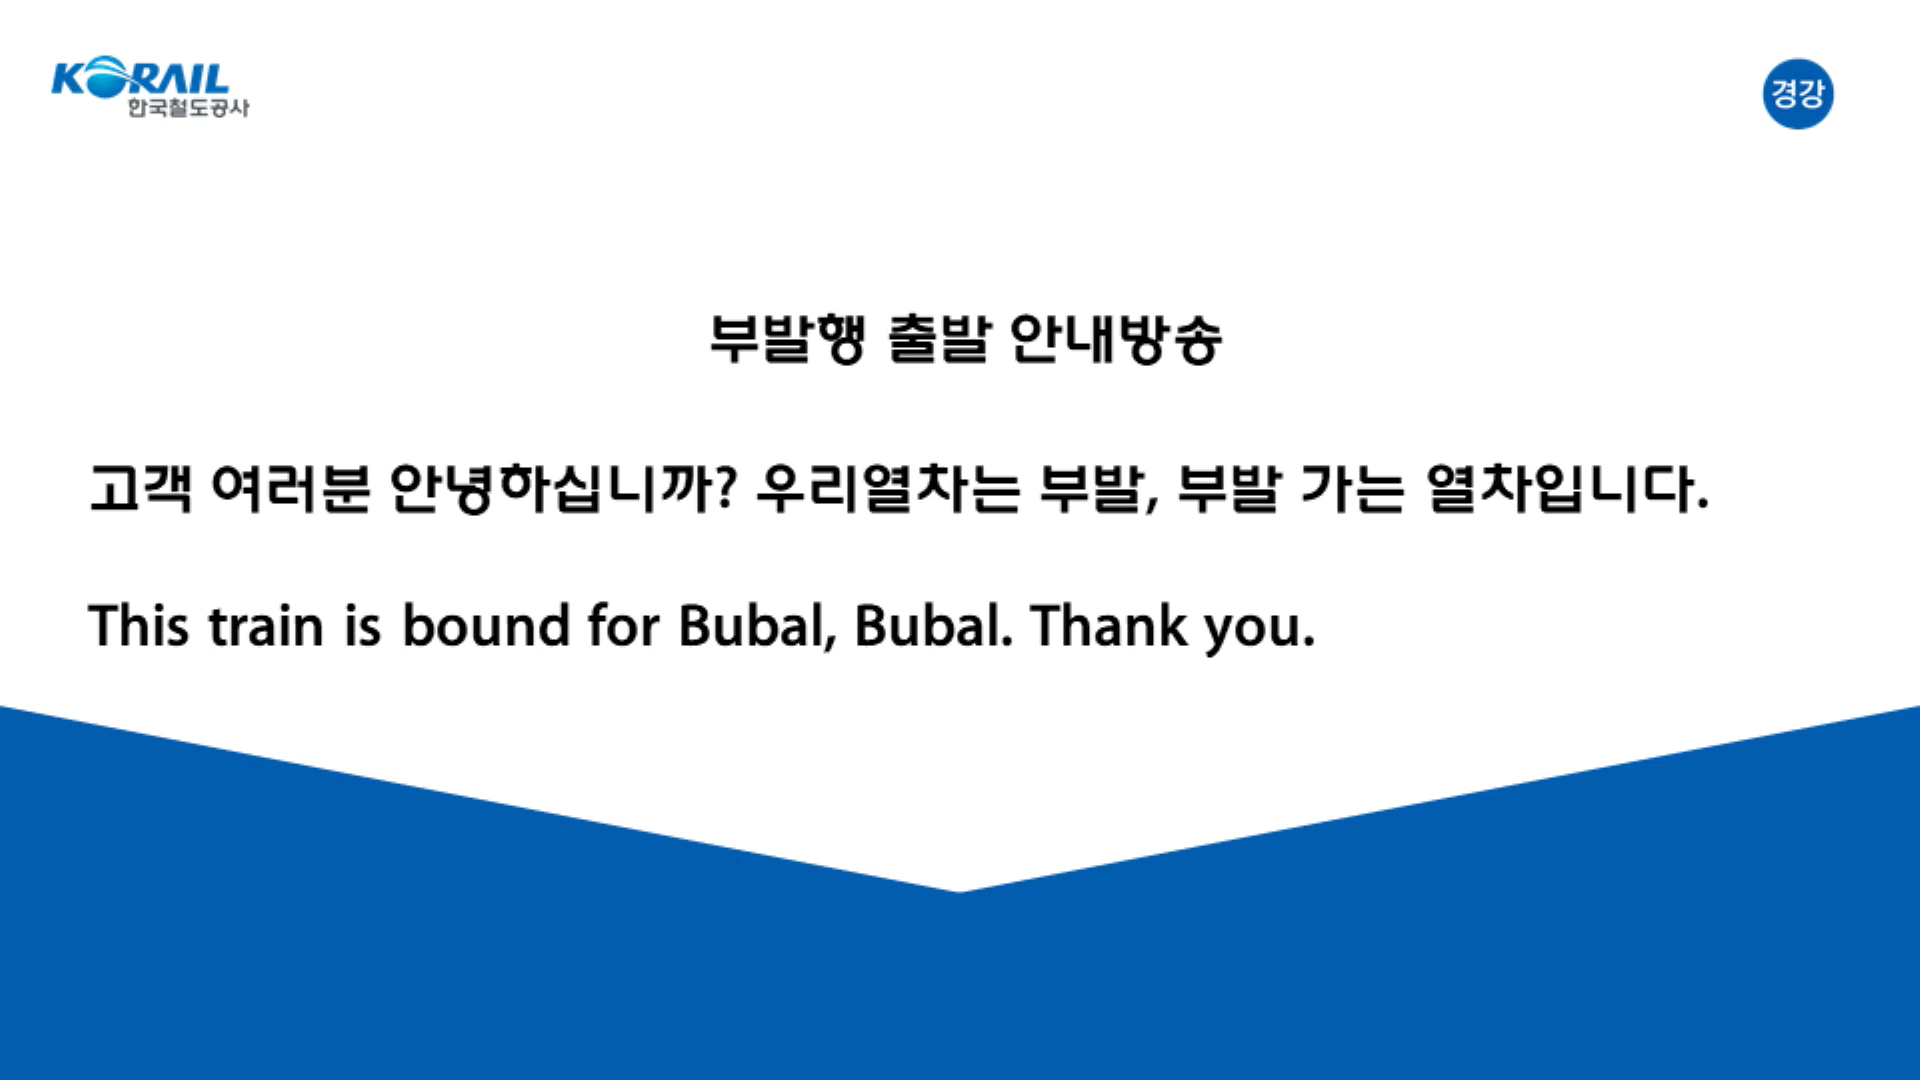 KORAIL
한국철도공사
경강
부발행 출발 안내방송
고객 여러분 안녕하십니까? 우리열차는 부발, 부발 가는 열차입니다.
This train is bound for Bubal, Bubal. Thank you.